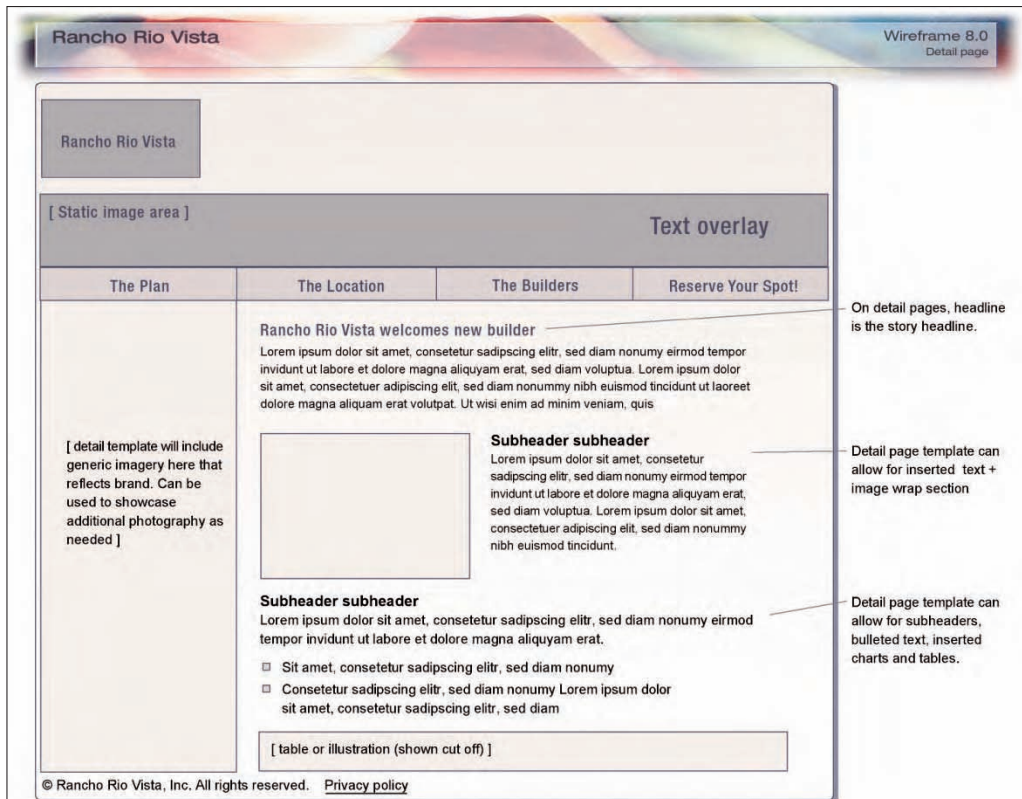 Rancho Rio Vista
Wireframe 8.0
Detail page
Rancho Rio Vista
[ Static image area ]
Text overlay
The Plan
The Location
The Builders
Reserve Your Spot!
Rancho Rio Vista welcomes new builder
Lorem ipsum dolor sit amet, consetetur sadipscing elitr, sed diam nonumy eirmod tempor
invidunt ut labore et dolore magna aliquyam erat, sed diam voluptua. Lorem ipsum dolor
sit amet, consectetuer adipiscing elit, sed diam nonummy nibh euismod tincidunt ut laoreet
dolore magna aliquam erat volutpat. Ut wisi enim ad minim veniam, quis
On detail pages, headline
is the story headline.
[ detail template will include
generic imagery here that
reflects brand. Can be
used to showcase
additional photography as
needed ]
Subheader subheader
Lorem ipsum dolor sit amet, consetetur
sadipscing elitr, sed diam nonumy eirmod tempor
invidunt ut labore et dolore magna aliquyam erat,
sed diam voluptua. Lorem ipsum dolor sit amet,
consectetuer adipiscing elit, sed diam nonummy
nibh euismod tincidunt.
Detail page template can
allow for inserted text +
image wrap section
Subheader subheader
Lorem ipsum dolor sit amet, consetetur sadipscing elitr, sed diam nonumy eirmod
tempor invidunt ut labore et dolore magna aliquyam erat.
Sit amet, consetetur sadipscing elitr, sed diam nonumy
Consetetur sadipscing elitr, sed diam nonumy Lorem ipsum dolor
sit amet, consetetur sadipscing elitr, sed diam
Detail page template can
allow for subheaders,
bulleted text, inserted
charts and tables.
[ table or illustration (shown cut off) ]
© Rancho Rio Vista, Inc. All rights reserved. Privacy policy